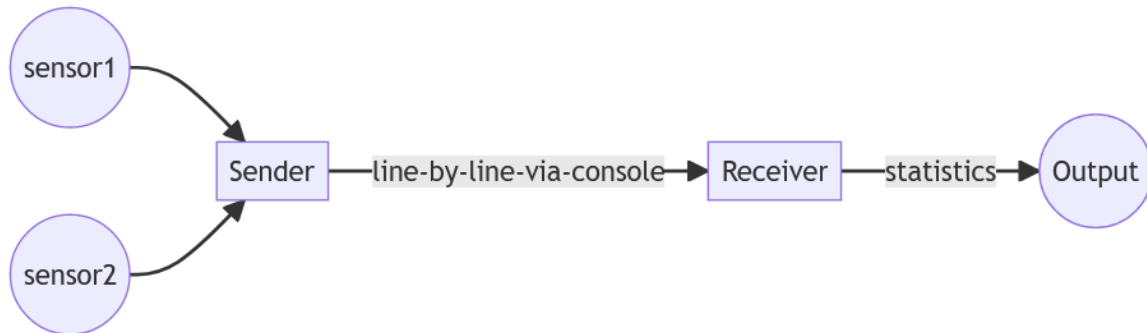 sensor1
sensor2
Sender
line-by-line-via-console
Receiver
statistics
Output